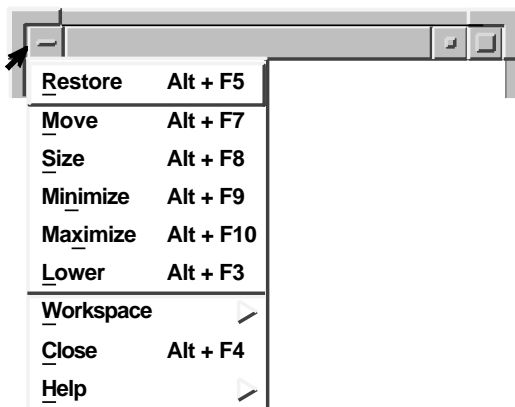 Restore Alt + F5
Move Alt + F7
Size Alt + F8
Minimize Alt + F9
Maximize Alt + F10
Lower Alt + F3
Workspace
Close Alt + F4
Help